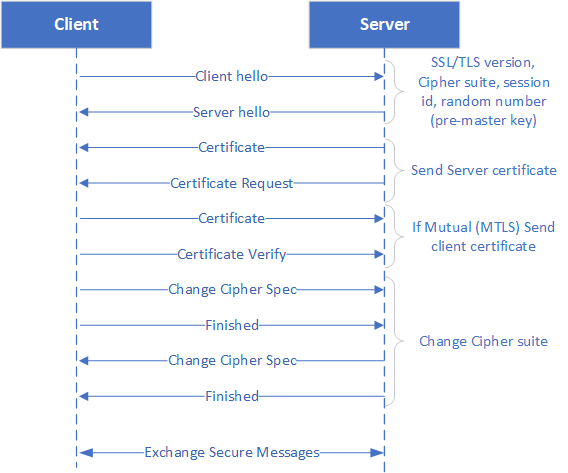 Client
Server
Client hello
Server hello
SSL/TLS version,
Cipher suite, session
id, random number
(pre-master key)
Certificate
Certificate Request
Send Server certificate
Certificate
Certificate Verify
If Mutual (MTLS) Send
client certificate
Change Cipher Spec
Finished
Change Cipher Spec
Finished
Change Cipher suite
Exchange Secure Messages